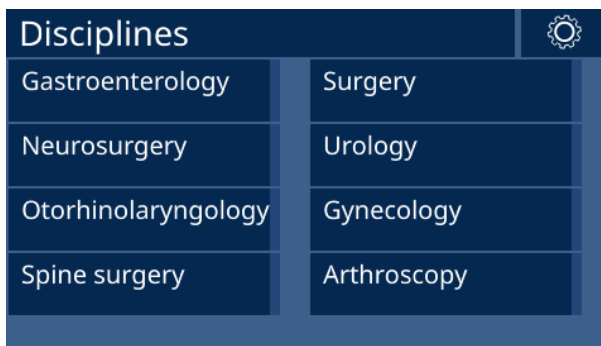 Disciplines
Gastroenterology
Surgery
Neurosurgery
Urology
Otorhinolaryngology
Gynecology
Spine surgery
Arthroscopy